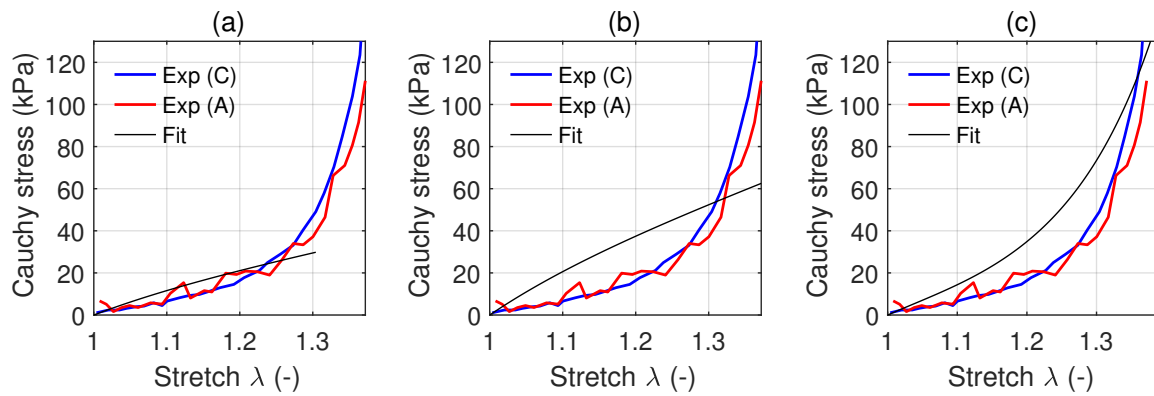 (a)
Cauchy stress (kPa)
120
100
80
60
40
20
0
1
1.1
1.2
1.3
Stretch λ (-)
Exp (C)
Exp (A)
Fit
(b)
Cauchy stress (kPa)
120
100
80
60
40
20
0
1
1.1
1.2
1.3
Stretch λ (-)
Exp (C)
Exp (A)
Fit
(c)
Cauchy stress (kPa)
120
100
80
60
40
20
0
1
1.1
1.2
1.3
Stretch λ (-)
Exp (C)
Exp (A)
Fit